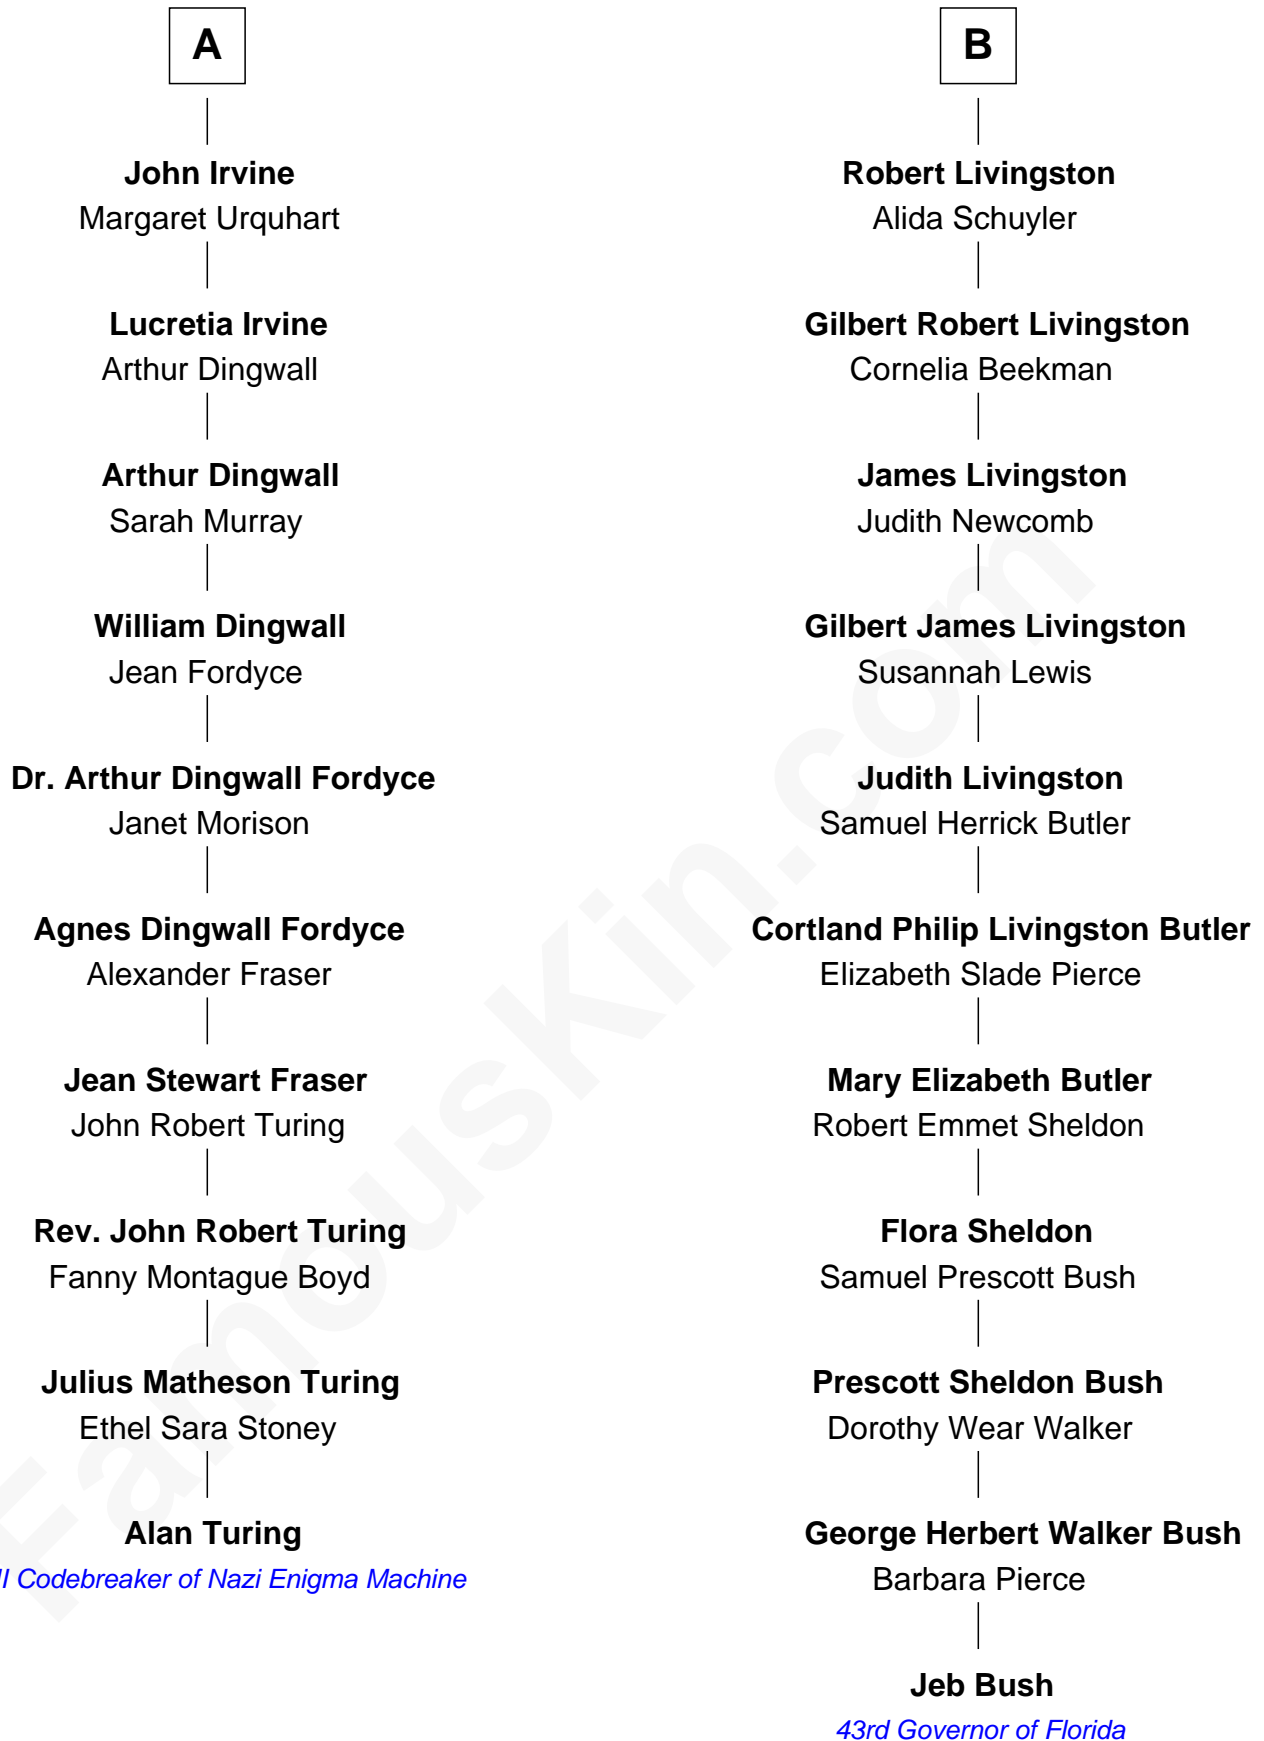 A
John Irvine
Margaret Urquhart
Lucretia Irvine
Arthur Dingwall
Arthur Dingwall
Sarah Murray
William Dingwall
Jean Fordyce
Dr. Arthur Dingwall Fordyce
Janet Morison
Agnes Dingwall Fordyce
Alexander Fraser
Jean Stewart Fraser
John Robert Turing
Rev. John Robert Turing
Fanny Montague Boyd
Julius Matheson Turing
Ethel Sara Stoney
Alan Turing
Codebreaker of Nazi Enigma Machine
B
Robert Livingston
Alida Schuyler
Gilbert Robert Livingston
Cornelia Beekman
James Livingston
Judith Newcomb
Gilbert James Livingston
Susannah Lewis
Judith Livingston
Samuel Herrick Butler
Cortland Philip Livingston Butler
Elizabeth Slade Pierce
Mary Elizabeth Butler
Robert Emmet Sheldon
Flora Sheldon
Samuel Prescott Bush
Prescott Sheldon Bush
Dorothy Wear Walker
George Herbert Walker Bush
Barbara Pierce
Jeb Bush
43rd Governor of Florida
FamousKin.com